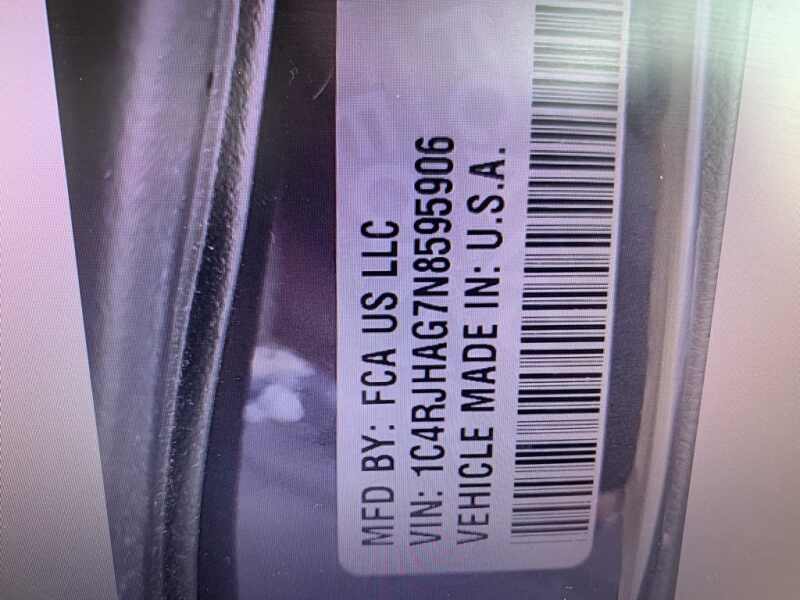 MFD BY: FCA US LLC
VIN: 1C4RJHAG7N8595906
VEHICLE MADE IN: U.S.A.